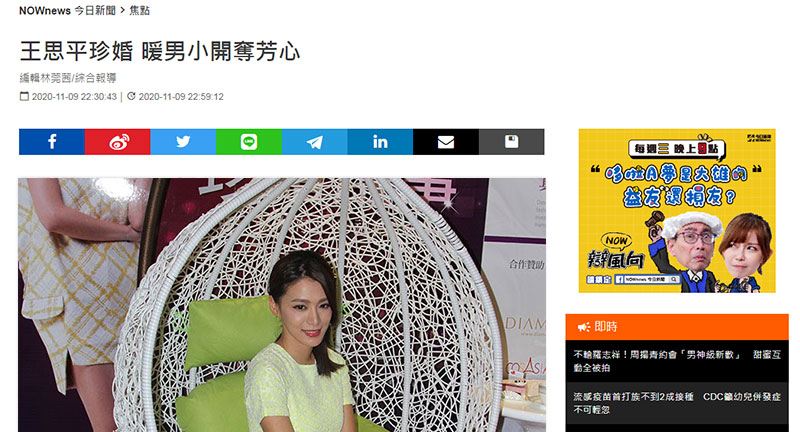 NOWnews 今日新聞 > 焦點
王思平珍婚 暖男小開奪芳心
編輯林莞茜/綜合報導
2020-11-09 22:30:43 | 2020-11-09 22:59:12
合作贊助
DIAM
每週三 晚上8點
“哆啦A夢是大雄的
益友還損友？”
NOW
辯風向
鎖定
NOWnews 今日新聞
即時
不輸羅志祥！周揚青約會「男神級新歡」 甜蜜互
動全被拍
流感疫苗首打族不到2成接種 CDC籲幼兒併發症
不可輕忽